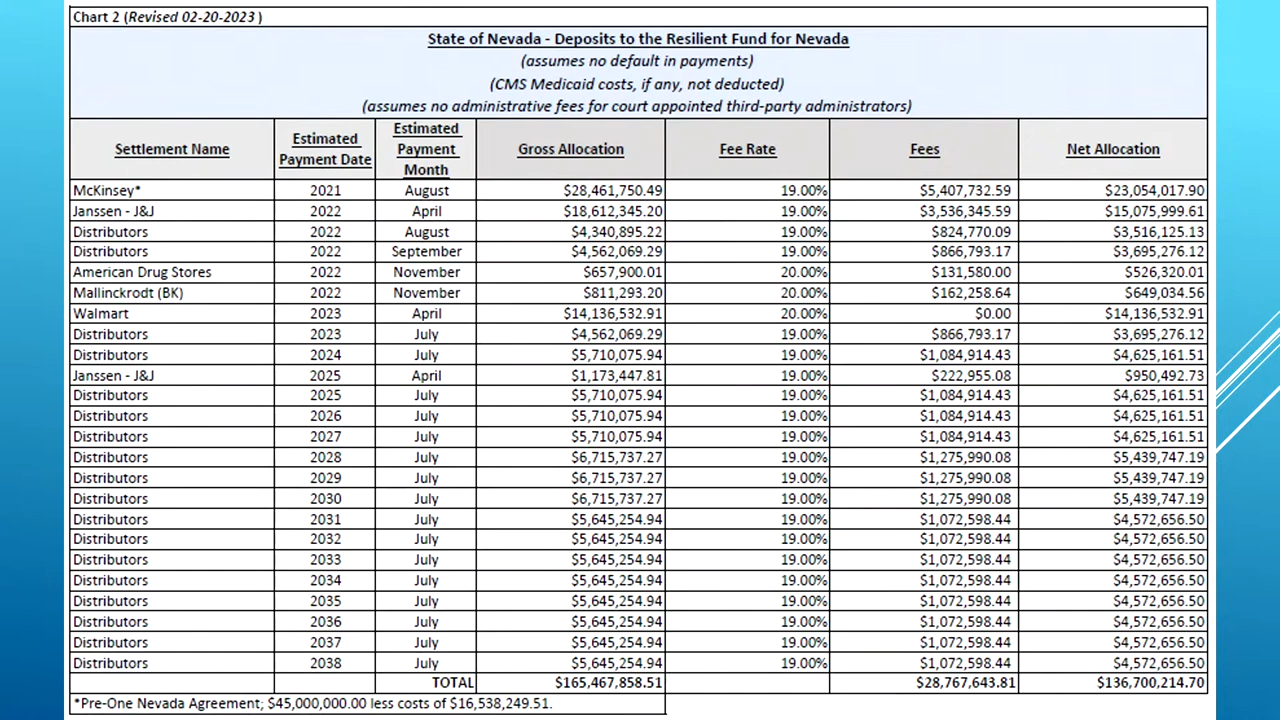 Chart 2 (Revised 02-20-2023 )
State of Nevada - Deposits to the Resilient Fund for Nevada
(assumes no default in payments)
(CMS Medicaid costs, if any, not deducted)
(assumes no administrative fees for court appointed third-party administrators)
Settlement Name Estimated Payment Date Estimated Payment Month Gross Allocation Fee Rate Fees Net Allocation
McKinsey* 2021 August $28,461,750.49 19.00% $5,407,732.59 $23,054,017.90
Janssen - J&J 2022 April $18,612,345.20 19.00% $3,536,345.59 $15,075,999.61
Distributors 2022 August $4,340,895.22 19.00% $824,770.09 $3,516,125.13
Distributors 2022 September $4,562,069.29 19.00% $866,793.17 $3,695,276.12
American Drug Stores 2022 November $657,900.01 20.00% $131,580.00 $526,320.01
Mallinckrodt (BK) 2022 November $811,293.20 20.00% $162,258.64 $649,034.56
Walmart 2023 April $14,136,532.91 20.00% $0.00 $14,136,532.91
Distributors 2023 July $4,562,069.29 19.00% $866,793.17 $3,695,276.12
Distributors 2024 July $5,710,075.94 19.00% $1,084,914.43 $4,625,161.51
Janssen - J&J 2025 April $1,173,447.81 19.00% $222,955.08 $950,492.73
Distributors 2025 July $5,710,075.94 19.00% $1,084,914.43 $4,625,161.51
Distributors 2026 July $5,710,075.94 19.00% $1,084,914.43 $4,625,161.51
Distributors 2027 July $5,710,075.94 19.00% $1,084,914.43 $4,625,161.51
Distributors 2028 July $6,715,737.27 19.00% $1,275,990.08 $5,439,747.19
Distributors 2029 July $6,715,737.27 19.00% $1,275,990.08 $5,439,747.19
Distributors 2030 July $6,715,737.27 19.00% $1,275,990.08 $5,439,747.19
Distributors 2031 July $5,645,254.94 19.00% $1,072,598.44 $4,572,656.50
Distributors 2032 July $5,645,254.94 19.00% $1,072,598.44 $4,572,656.50
Distributors 2033 July $5,645,254.94 19.00% $1,072,598.44 $4,572,656.50
Distributors 2034 July $5,645,254.94 19.00% $1,072,598.44 $4,572,656.50
Distributors 2035 July $5,645,254.94 19.00% $1,072,598.44 $4,572,656.50
Distributors 2036 July $5,645,254.94 19.00% $1,072,598.44 $4,572,656.50
Distributors 2037 July $5,645,254.94 19.00% $1,072,598.44 $4,572,656.50
Distributors 2038 July $5,645,254.94 19.00% $1,072,598.44 $4,572,656.50
TOTAL $165,467,858.51 $28,767,643.81 $136,700,214.70
*Pre-One Nevada Agreement; $45,000,000.00 less costs of $16,538,249.51.